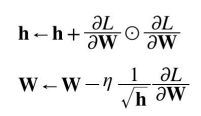 h ← h + ∂L/∂W ⊙ ∂L/∂W
W ← W − η 1/√h ∂L/∂W